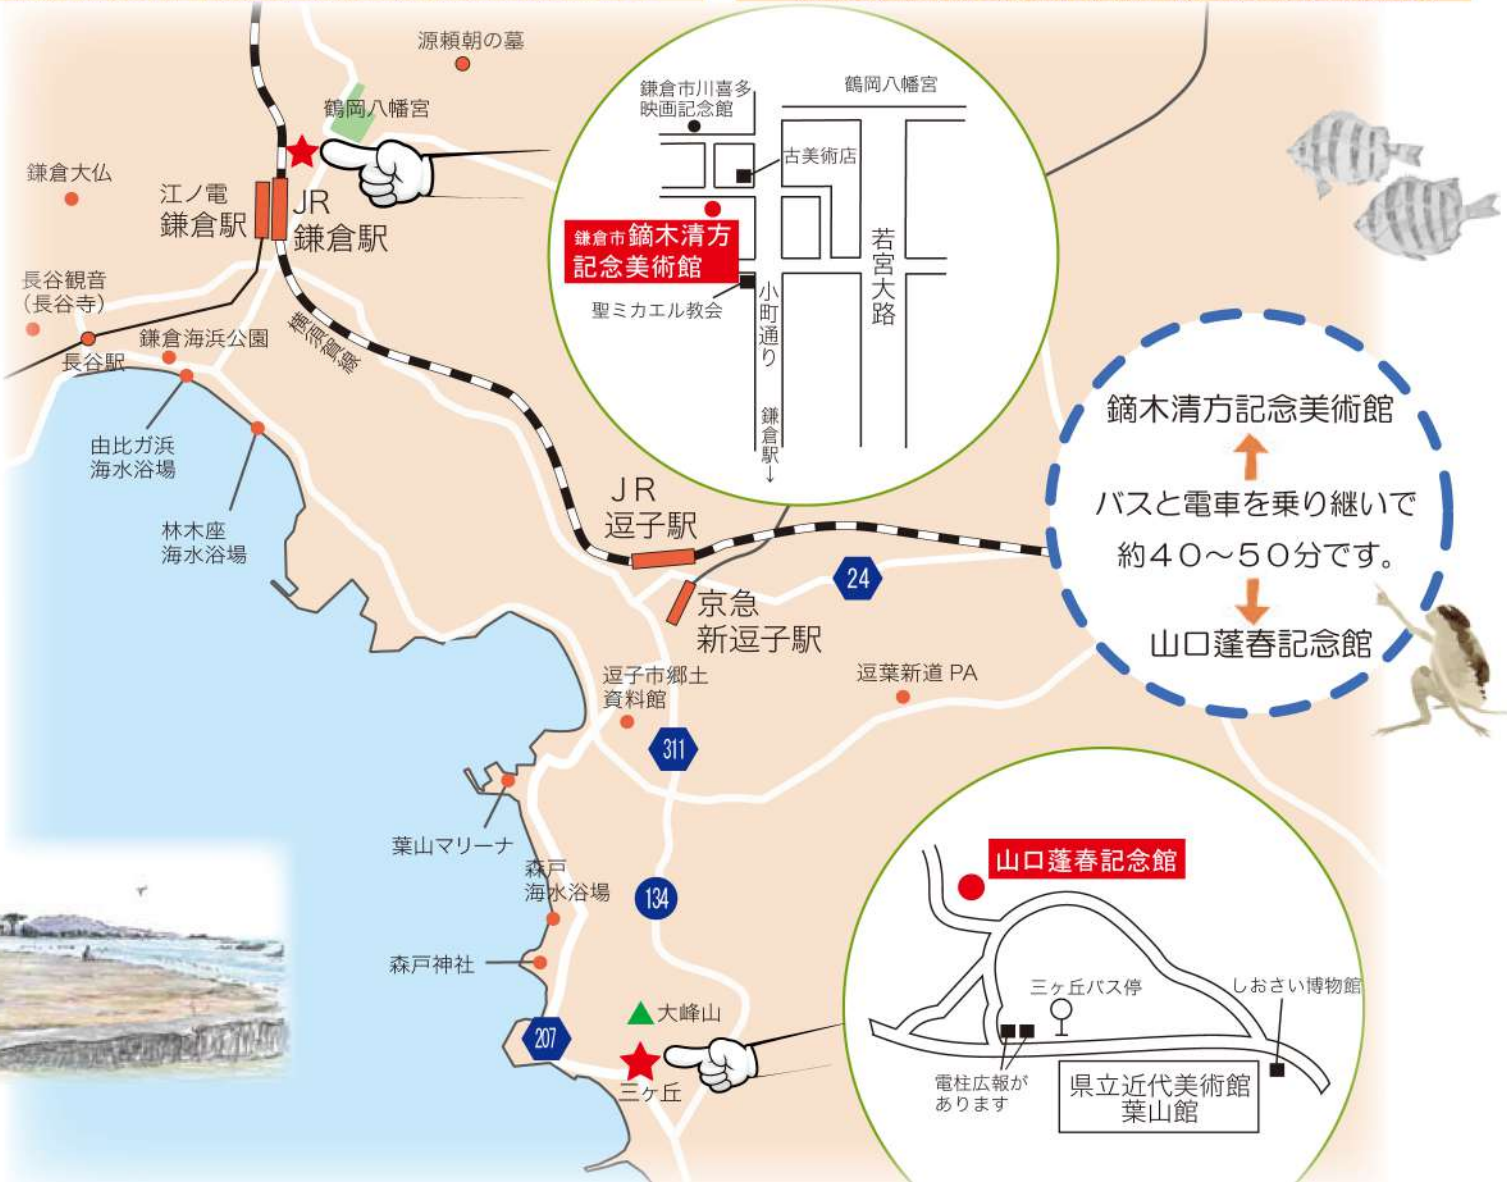 源頼朝の墓
鶴岡八幡宮
鎌倉大仏
江ノ電
鎌倉駅
JR
鎌倉駅
長谷観音
（長谷寺）
長谷駅
鎌倉海浜公園
横須賀線
由比ガ浜
海水浴場
林木座
海水浴場
鎌倉市川喜多
映画記念館
鶴岡八幡宮
古美術店
鎌倉市 鏑木清方
記念美術館
聖ミカエル教会
小町通り
若宮大路
鎌倉駅→
鏑木清方記念美術館
バスと電車を乗り継いで
約４０〜５０分です。
山口蓬春記念館
ＪＲ
逗子駅
24
京急
新逗子駅
逗子市郷土
資料館
逗葉新道 PA
311
葉山マリーナ
森戸
海水浴場
134
森戸神社
大峰山
207
三ヶ丘
山口蓬春記念館
三ヶ丘バス停
しおさい博物館
電柱広報が
あります
県立近代美術館
葉山館